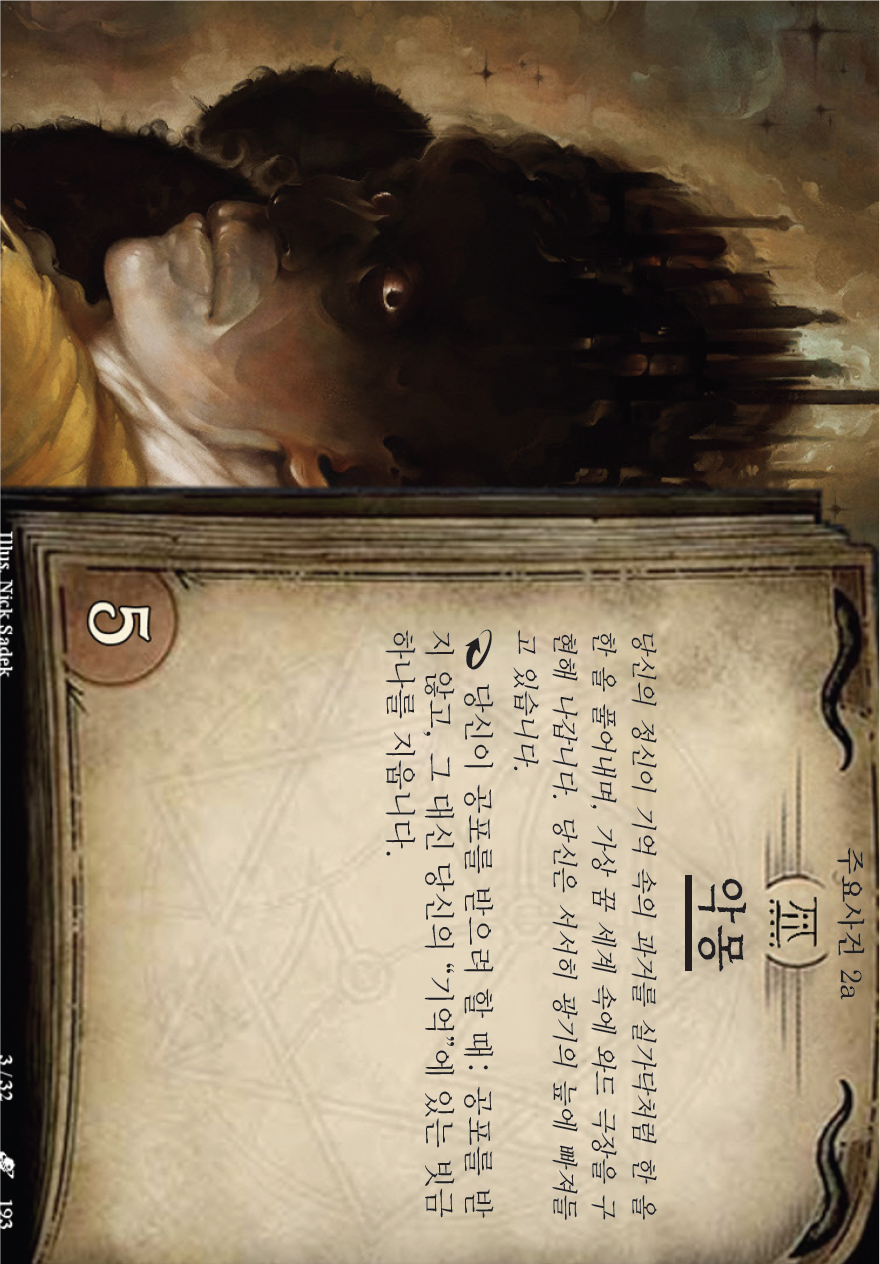 주요사건 2a
악몽
당신의 정신이 기억 속의 과거를 실가닥처럼 한 올
한 올 풀어내며, 가상 꿈 세계 속에 와드 극장을 구
현해 나갑니다. 당신은 서서히 광기의 늪에 빠져들
고 있습니다.
당신이 공포를 받으려 할 때: 공포를 받
지 않고, 그 대신 당신의 “기억”에 있는 빗금
하나를 지웁니다.
5
Illus. Nick Sadek
3/32
193